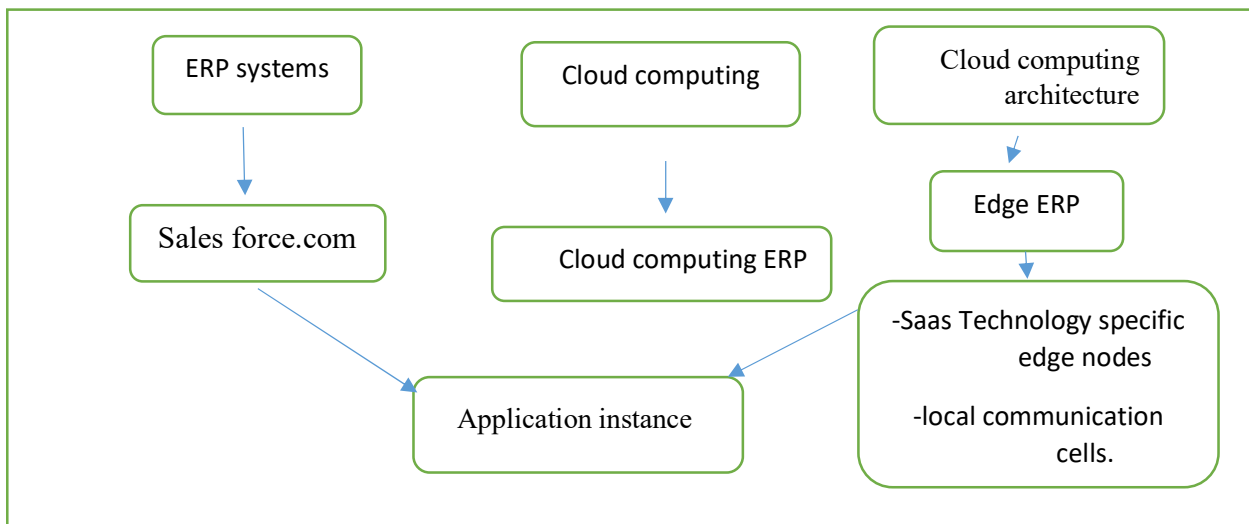 ERP systems
Cloud computing
Cloud computing
architecture
Sales force.com
Cloud computing ERP
Edge ERP
Application instance
-Saas Technology specific
edge nodes
-local communication
cells.